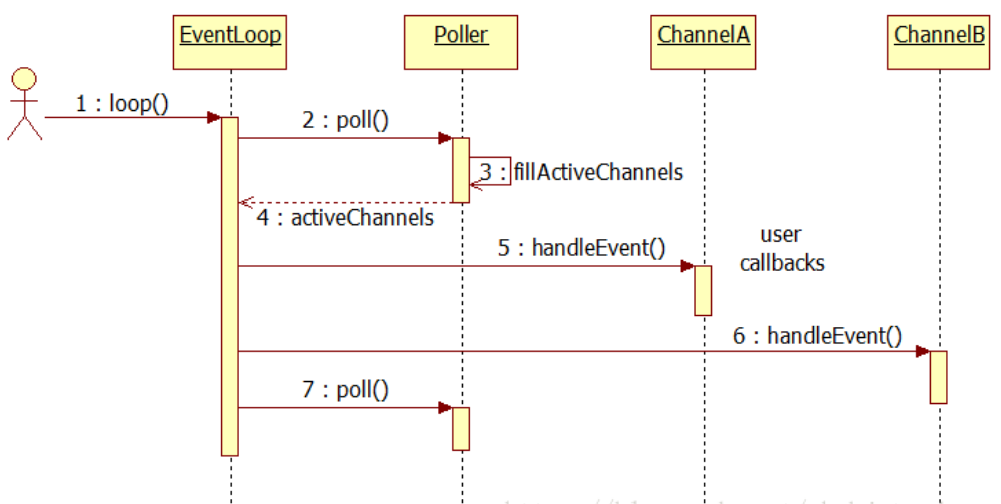 EventLoop
Poller
ChannelA
ChannelB
1 : loop()
2 : poll()
3 : fillActiveChannels
4 : activeChannels
5 : handleEvent()
user
callbacks
6 : handleEvent()
7 : poll()